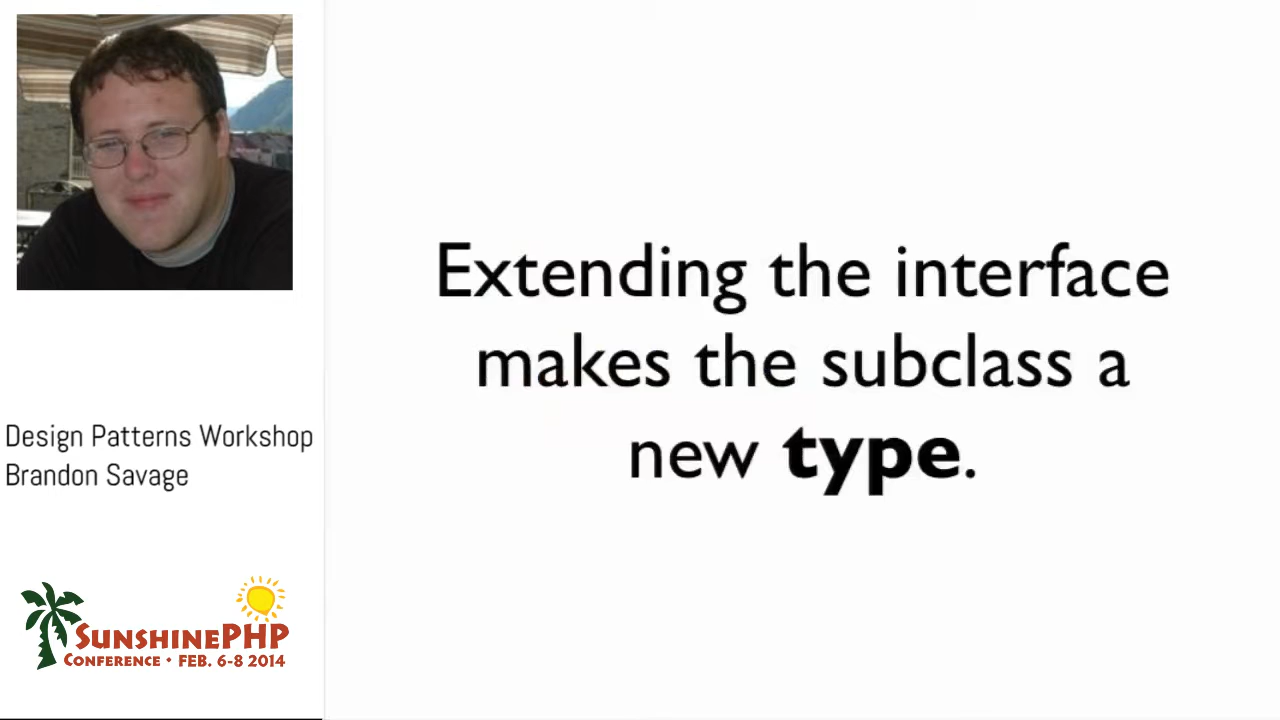 Extending the interface
makes the subclass a
new type.
Design Patterns Workshop
Brandon Savage
SUNSHINEPHP
CONFERENCE • FEB. 6-8 2014